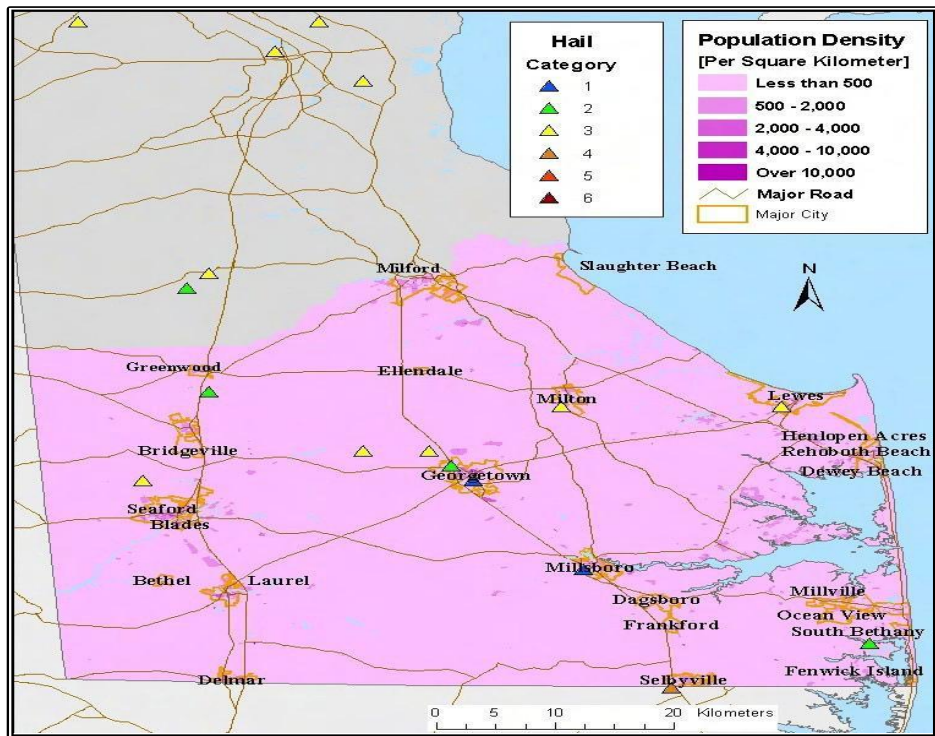 Hail
Category
1
2
3
4
5
6
Population Density
[Per Square Kilometer]
Less than 500
500 - 2,000
2,000 - 4,000
4,000 - 10,000
Over 10,000
Major Road
Major City
N
Milford
Slaughter Beach
Greenwood
Ellendale
Milton
Lewes
Bridgeville
Henlopen Acres
Rehoboth Beach
Dewey Beach
Georgetown
Seaford
Blades
Bethel
Laurel
Millsboro
Dagsboro
Millville
Ocean View
Frankford
South Bethany
Delmar
Selbyville
Fenwick Island
0 5 10 20 Kilometers